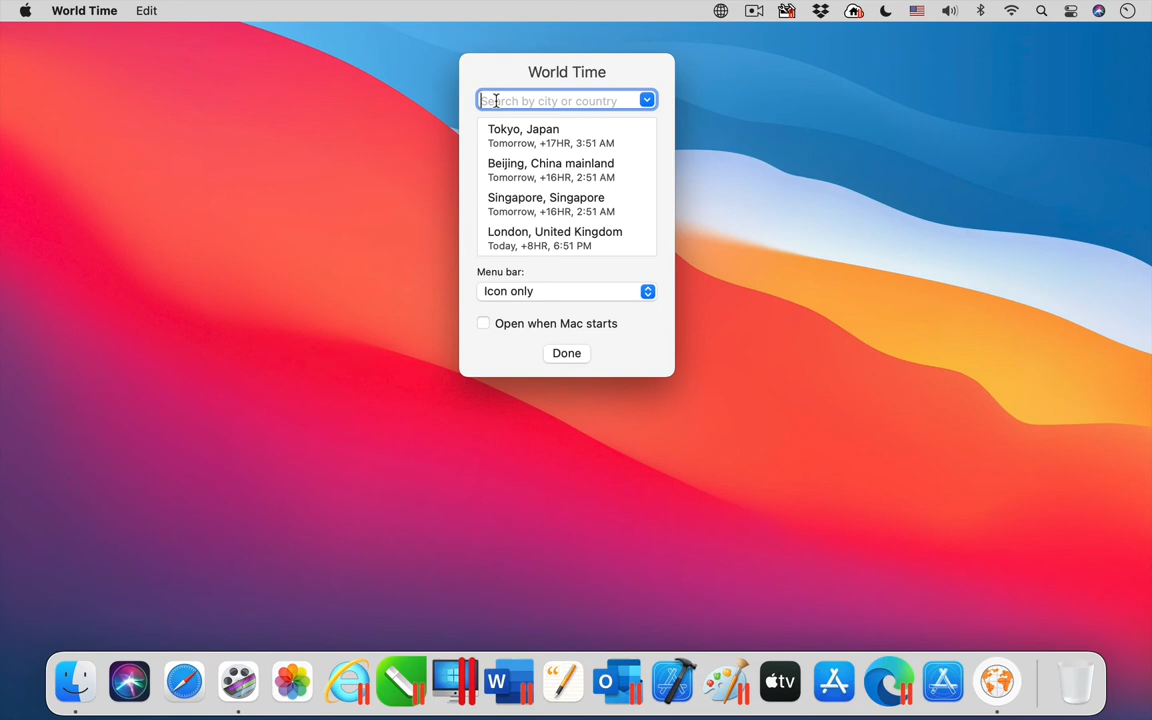 World Time Edit
World Time
Search by city or country
Tokyo, Japan
Tomorrow, +17HR, 3:51 AM
Beijing, China mainland
Tomorrow, +16HR, 2:51 AM
Singapore, Singapore
Tomorrow, +16HR, 2:51 AM
London, United Kingdom
Today, +8HR, 6:51 PM
Menu bar:
Icon only
Open when Mac starts
Done
W
O
tv